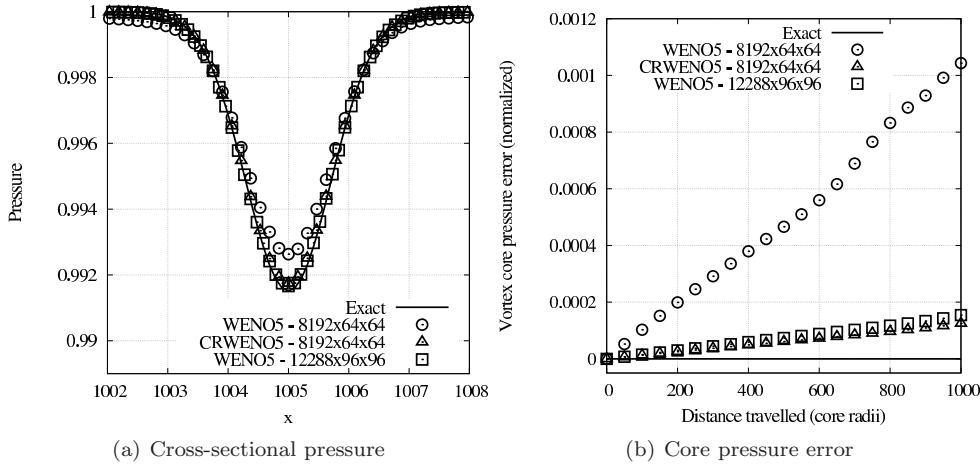 1
0.998
0.996
0.994
0.992
0.99
Pressure
Exact
WENO5 - 8192x64x64
CRWENO5 - 8192x64x64
WENO5 - 12288x96x96
1002 1003 1004 1005 1006 1007 1008
x
(a) Cross-sectional pressure
0.0012
0.001
0.0008
0.0006
0.0004
0.0002
0
Vortex core pressure error (normalized)
Exact
WENO5 - 8192x64x64
CRWENO5 - 8192x64x64
WENO5 - 12288x96x96
0 200 400 600 800 1000
Distance travelled (core radii)
(b) Core pressure error